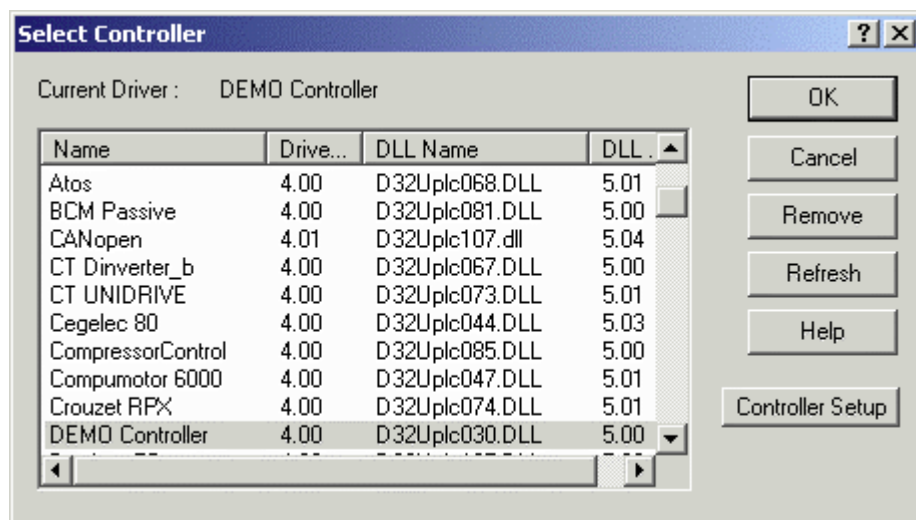 Select Controller
Current Driver : DEMO Controller
Name Drive... DLL Name DLL .
Atos 4.00 D32Uplc068.DLL 5.01
BCM Passive 4.00 D32Uplc081.DLL 5.00
CANopen 4.01 D32Uplc107.dll 5.04
CT Dinverter_b 4.00 D32Uplc067.DLL 5.00
CT UNIDRIVE 4.00 D32Uplc073.DLL 5.01
Cegelec 80 4.00 D32Uplc044.DLL 5.03
CompressorControl 4.00 D32Uplc085.DLL 5.00
Compumotor 6000 4.00 D32Uplc047.DLL 5.01
Crouzet RPX 4.00 D32Uplc074.DLL 5.01
DEMO Controller 4.00 D32Uplc030.DLL 5.00
OK
Cancel
Remove
Refresh
Help
Controller Setup